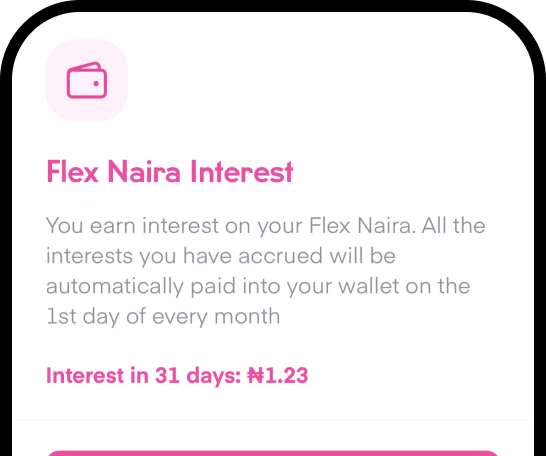 Flex Naira Interest
You earn interest on your Flex Naira. All the
interests you have accrued will be
automatically paid into your wallet on the
1st day of every month
Interest in 31 days: ₦1.23